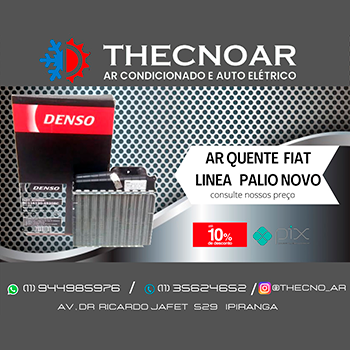 THECNOAR
AR CONDICIONADO E AUTO ELÉTRICO
DENSO
DENSO
AR QUENTE FIAT
LINEA PALIO NOVO
consulte nossos preço
10%
de desconto
pix
(11) 944985976 / (11) 35624652 / @THECNO_AR
AV. DR RICARDO JAFET 529 IPIRANGA